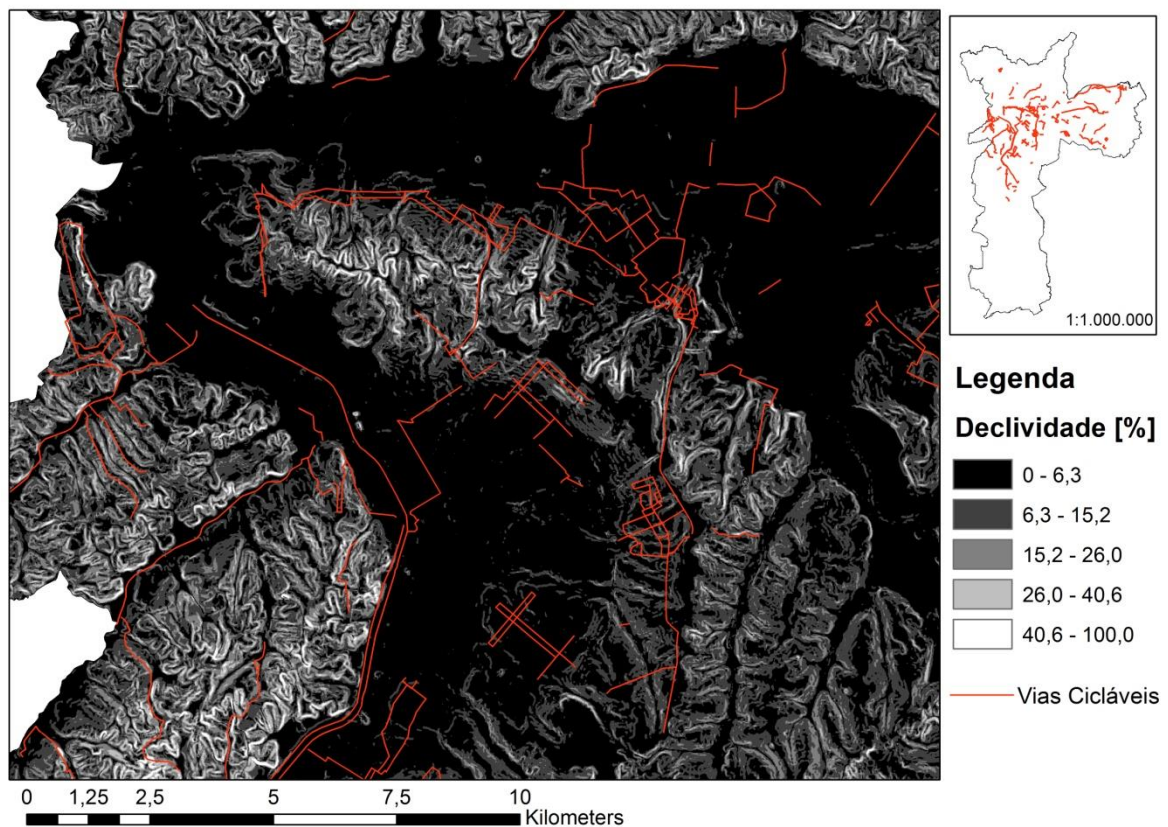 1:1.000.000
Legenda
Declividade [%]
0 - 6,3
6,3 - 15,2
15,2 - 26,0
26,0 - 40,6
40,6 - 100,0
Vias Cicláveis
0 1,25 2,5 5 7,5 10
Kilometers